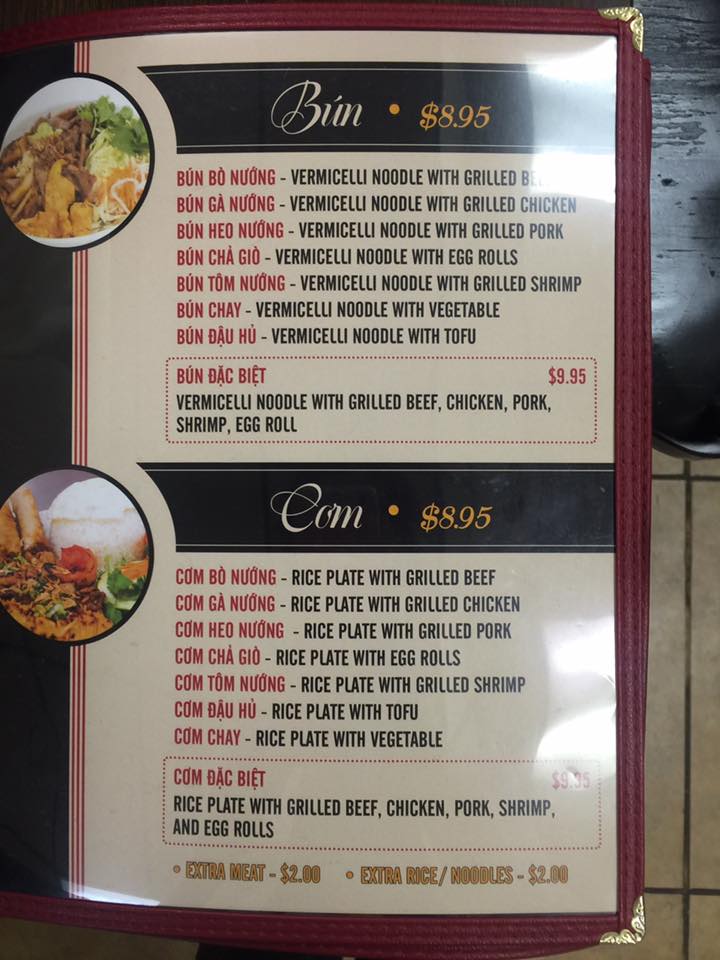 Bún • $8.95
BÚN BÒ NƯỚNG - VERMICELLI NOODLE WITH GRILLED
BÚN GÀ NƯỚNG - VERMICELLI NOODLE WITH GRILLED CHICKEN
BÚN HEO NƯỚNG - VERMICELLI NOODLE WITH GRILLED PORK
BÚN CHẢ GIÒ - VERMICELLI NOODLE WITH EGG ROLLS
BÚN TÔM NƯỚNG - VERMICELLI NOODLE WITH GRILLED SHRIMP
BÚN CHAY - VERMICELLI NOODLE WITH VEGETABLE
BÚN ĐẬU HỦ - VERMICELLI NOODLE WITH TOFU
BÚN ĐẶC BIỆT $9.95
VERMICELLI NOODLE WITH GRILLED BEEF, CHICKEN, PORK,
SHRIMP, EGG ROLL
Cơm • $8.95
CƠM BÒ NƯỚNG - RICE PLATE WITH GRILLED BEEF
CƠM GÀ NƯỚNG - RICE PLATE WITH GRILLED CHICKEN
CƠM HEO NƯỚNG - RICE PLATE WITH GRILLED PORK
CƠM CHẢ GIÒ - RICE PLATE WITH EGG ROLLS
CƠM TÔM NƯỚNG - RICE PLATE WITH GRILLED SHRIMP
CƠM ĐẬU HỦ - RICE PLATE WITH TOFU
CƠM CHAY - RICE PLATE WITH VEGETABLE
CƠM ĐẶC BIỆT $9.95
RICE PLATE WITH GRILLED BEEF, CHICKEN, PORK, SHRIMP,
AND EGG ROLLS
• EXTRA MEAT - $2.00 • EXTRA RICE/ NOODLES - $2.00